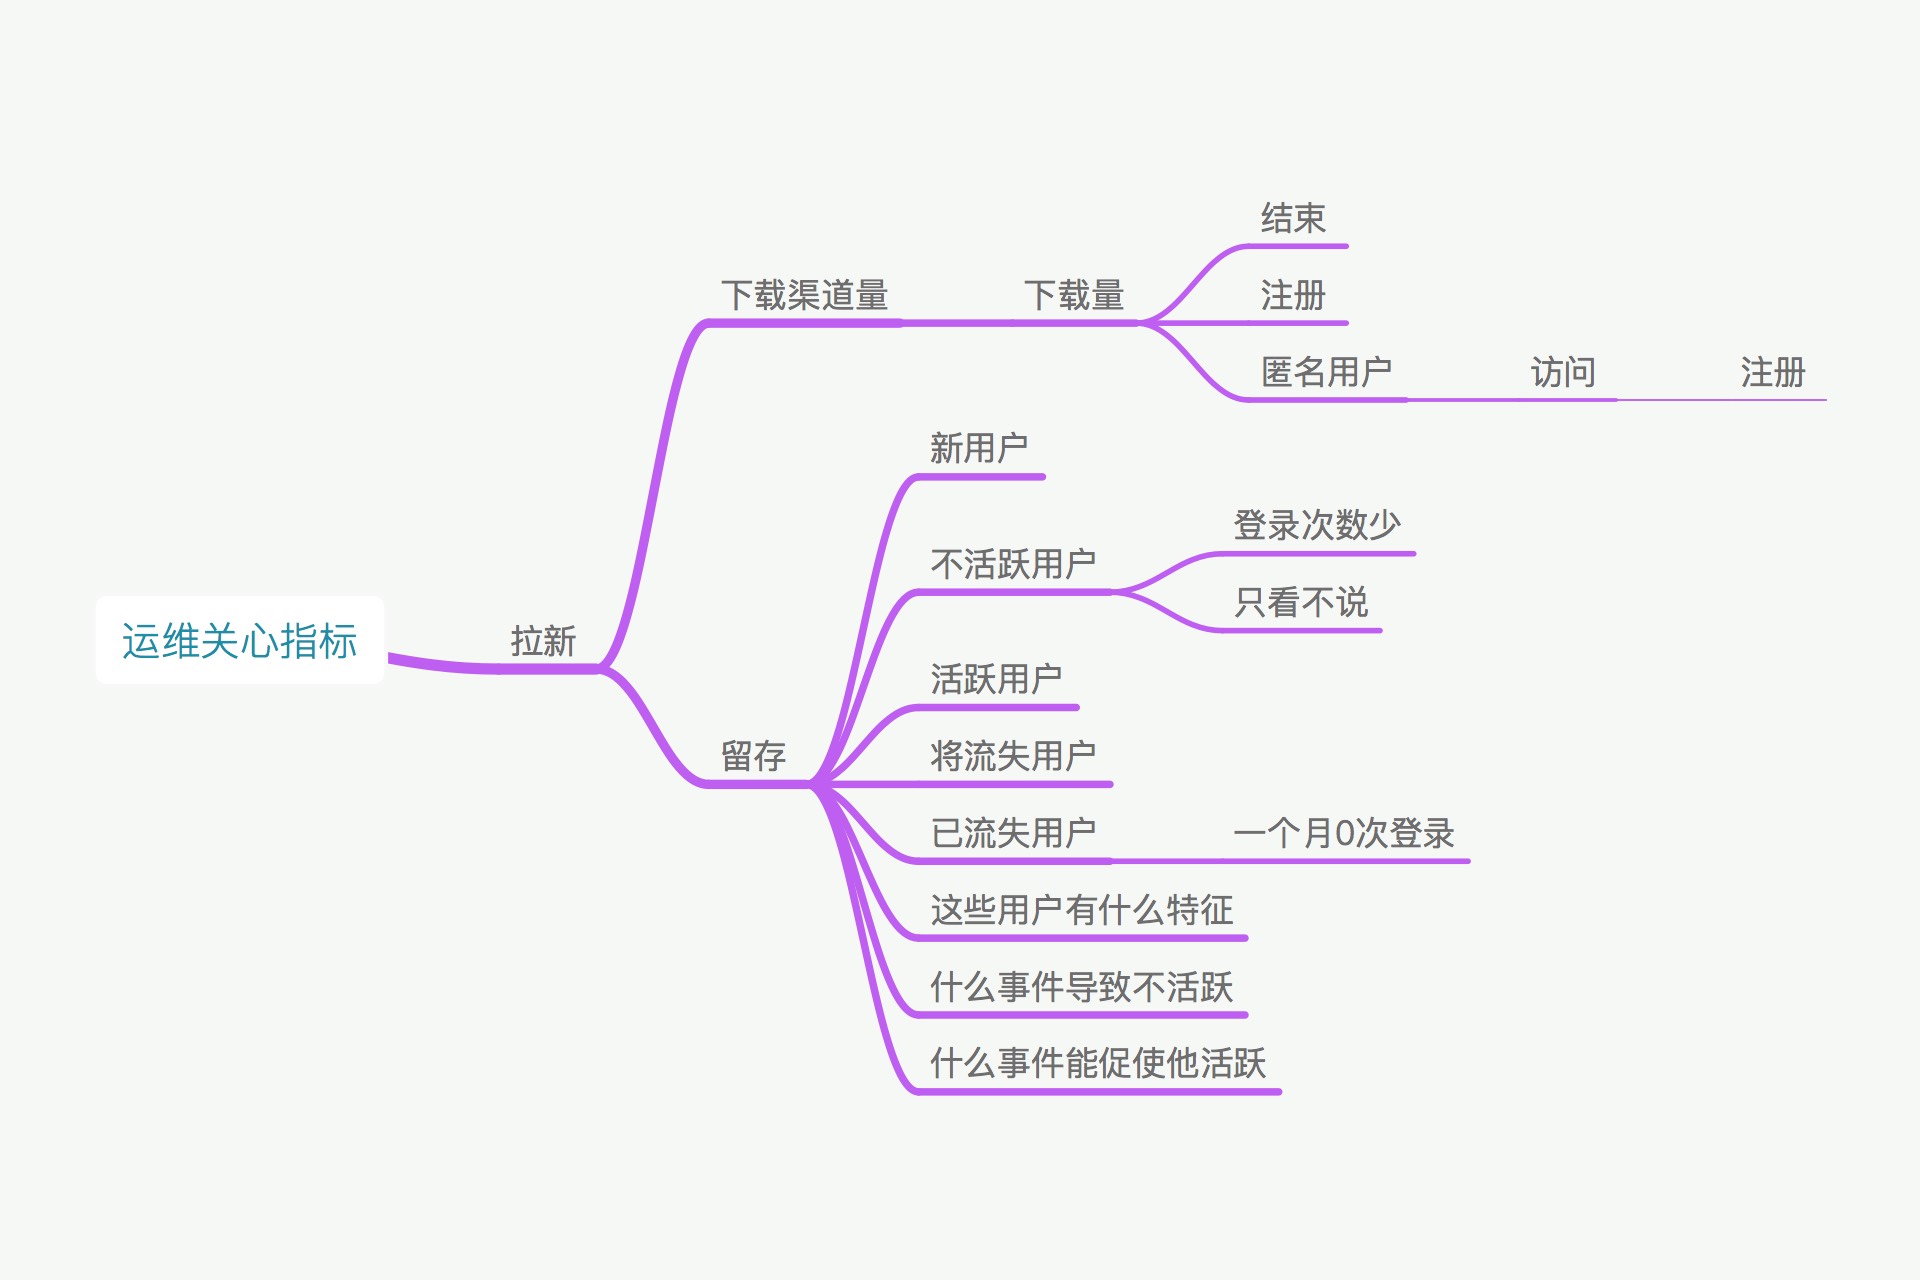 运维关心指标
拉新
下载渠道量
下载量
结束
注册
匿名用户
访问
注册
留存
新用户
不活跃用户
登录次数少
只看不说
活跃用户
将流失用户
已流失用户
一个月0次登录
这些用户有什么特征
什么事件导致不活跃
什么事件能促使他活跃